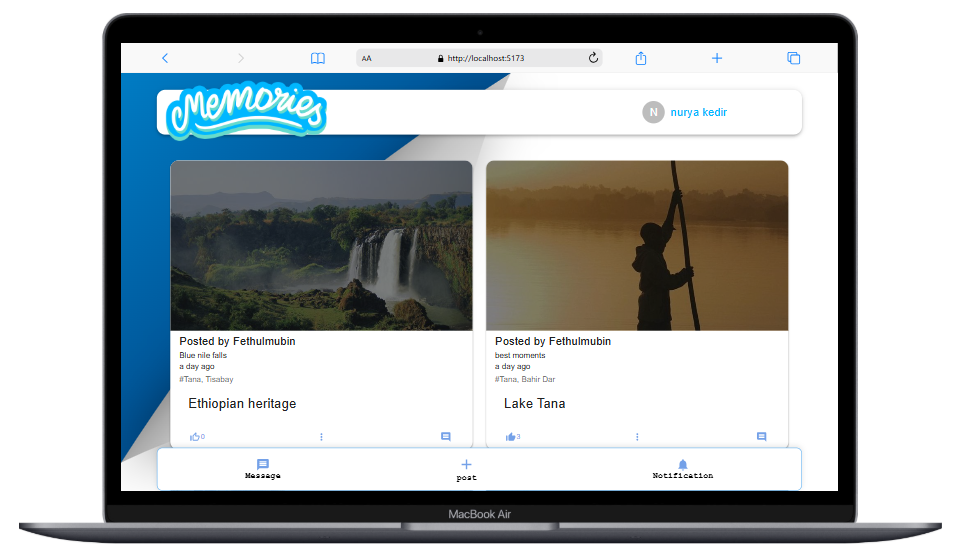 AA http://localhost:5173
Memories
N nurya kedir
Posted by Fethulmubin
Blue nile falls
a day ago
#Tana, Tisabay
Ethiopian heritage
0
Posted by Fethulmubin
best moments
a day ago
#Tana, Bahir Dar
Lake Tana
3
Message
post
Notification
MacBook Air